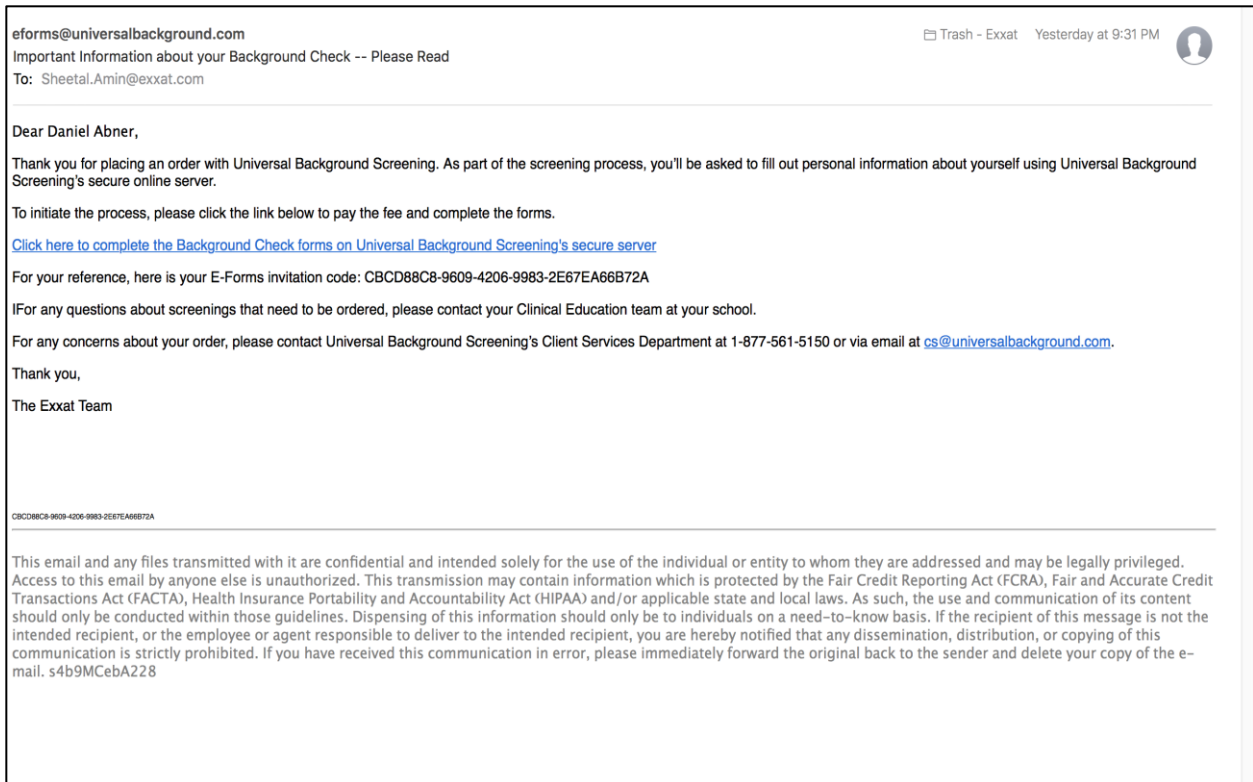 eforms@universalbackground.com
Trash - Exxat Yesterday at 9:31 PM
Important Information about your Background Check -- Please Read
To: Sheetal.Amin@exxat.com
Dear Daniel Abner,
Thank you for placing an order with Universal Background Screening. As part of the screening process, you'll be asked to fill out personal information about yourself using Universal Background
Screening's secure online server.
To initiate the process, please click the link below to pay the fee and complete the forms.
Click here to complete the Background Check forms on Universal Background Screening's secure server
For your reference, here is your E-Forms invitation code: CBCD88C8-9609-4206-9983-2E67EA66B72A
IFor any questions about screenings that need to be ordered, please contact your Clinical Education team at your school.
For any concerns about your order, please contact Universal Background Screening's Client Services Department at 1-877-561-5150 or via email at cs@universalbackground.com.
Thank you,
The Exxat Team
CBCD88C8-9609-4206-9983-2E67EA66B72A
This email and any files transmitted with it are confidential and intended solely for the use of the individual or entity to whom they are addressed and may be legally privileged.
Access to this email by anyone else is unauthorized. This transmission may contain information which is protected by the Fair Credit Reporting Act (FCRA), Fair and Accurate Credit
Transactions Act (FACTA), Health Insurance Portability and Accountability Act (HIPAA) and/or applicable state and local laws. As such, the use and communication of its content
should only be conducted within those guidelines. Dispensing of this information should only be to individuals on a need-to-know basis. If the recipient of this message is not the
intended recipient, or the employee or agent responsible to deliver to the intended recipient, you are hereby notified that any dissemination, distribution, or copying of this
communication is strictly prohibited. If you have received this communication in error, please immediately forward the original back to the sender and delete your copy of the e-
mail. s4b9MCebA228